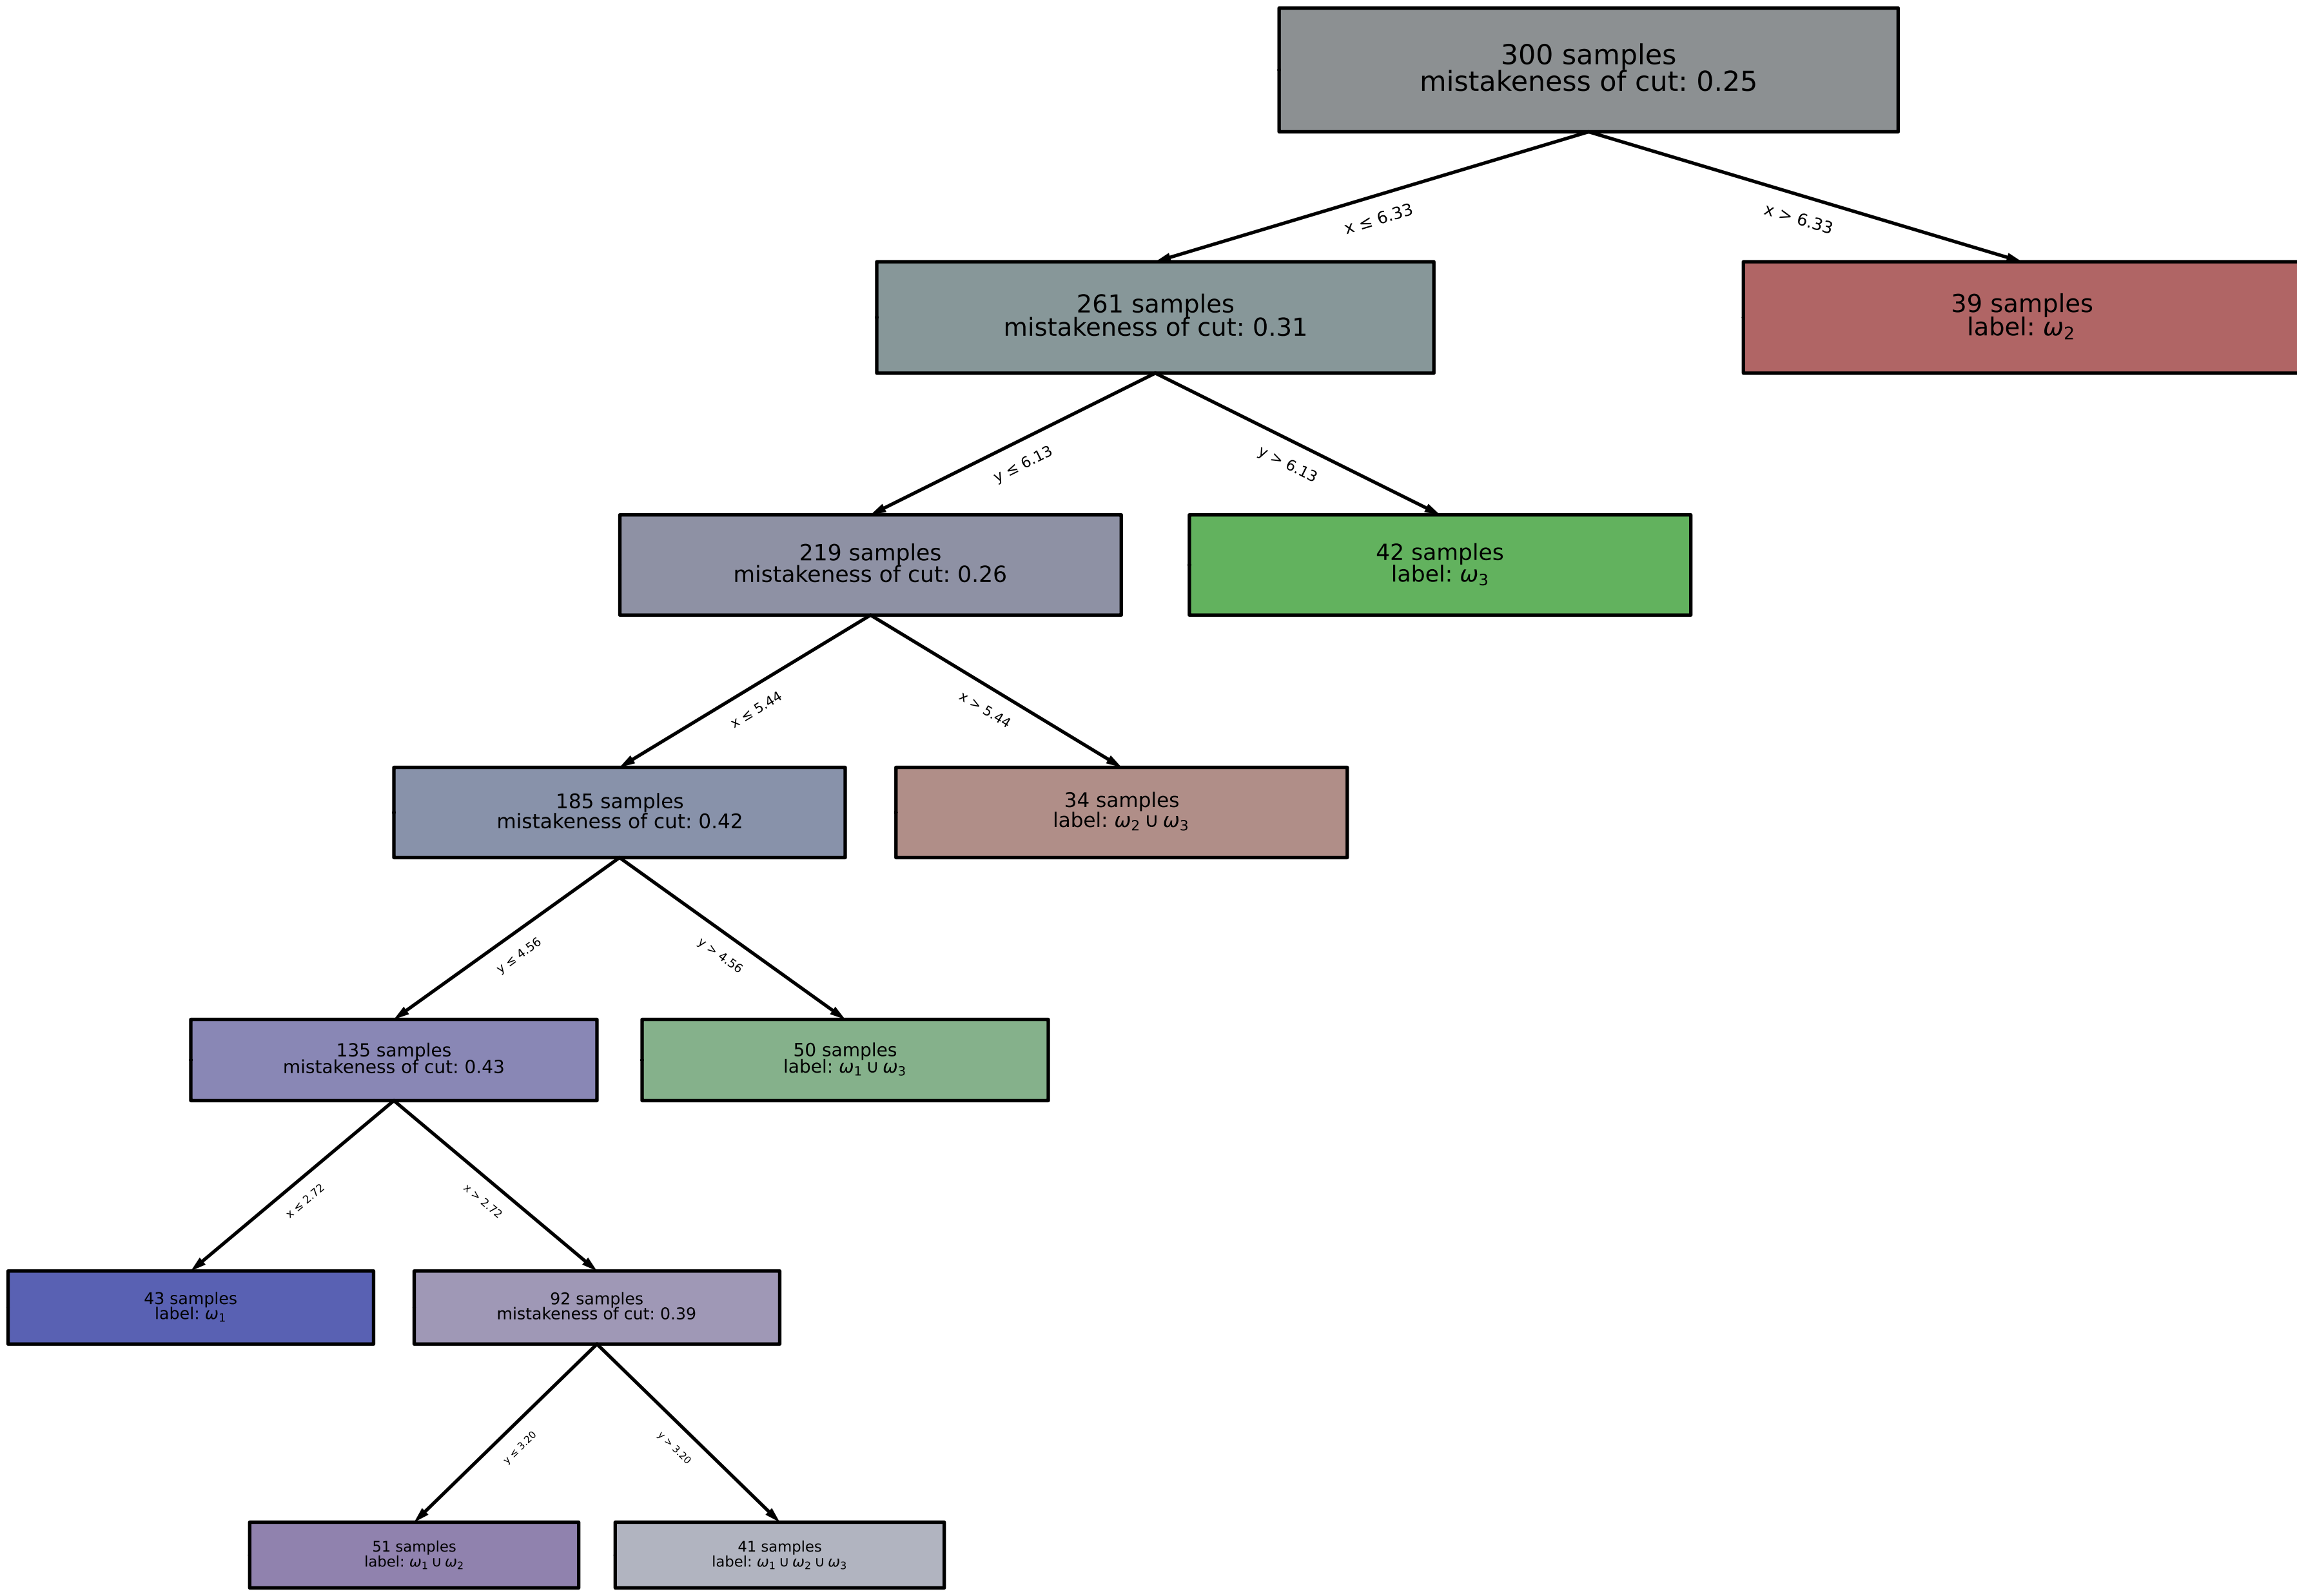 300 samples
mistakeness of cut: 0.25
x ≤ 6.33
x > 6.33
261 samples
mistakeness of cut: 0.31
39 samples
label: ω₂
y ≤ 6.13
y > 6.13
219 samples
mistakeness of cut: 0.26
42 samples
label: ω₃
x ≤ 5.44
x > 5.44
185 samples
mistakeness of cut: 0.42
34 samples
label: ω₂ ∪ ω₃
y ≤ 4.56
y > 4.56
135 samples
mistakeness of cut: 0.43
50 samples
label: ω₁ ∪ ω₃
x ≤ 2.72
x > 2.72
43 samples
label: ω₁
92 samples
mistakeness of cut: 0.39
y ≤ 3.20
y > 3.20
51 samples
label: ω₁ ∪ ω₂
41 samples
label: ω₁ ∪ ω₂ ∪ ω₃